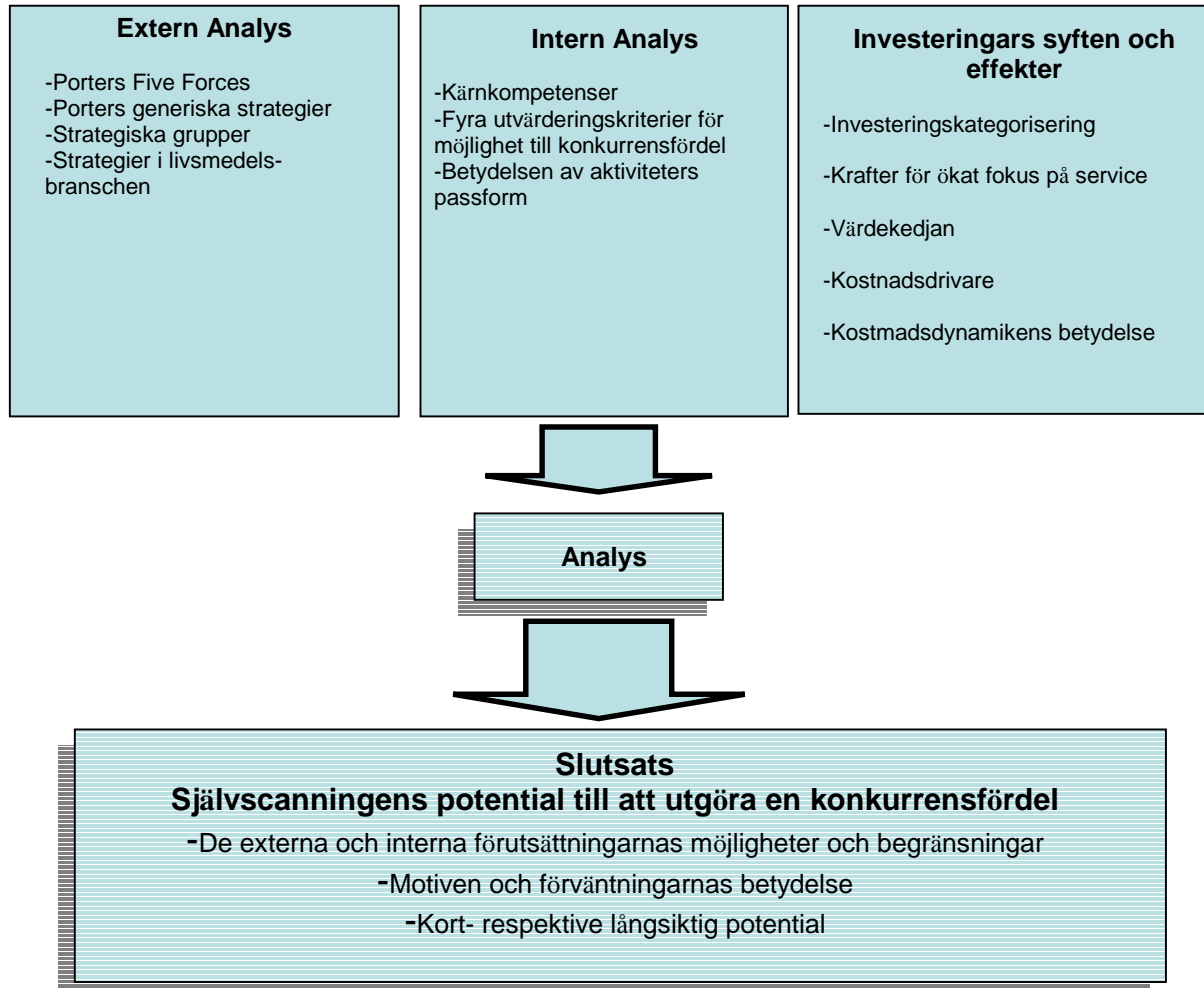 Extern Analys
-Porters Five Forces
-Porters generiska strategier
-Strategiska grupper
-Strategier i livsmedels-
branschen
Intern Analys
-Kärnkompetenser
-Fyra utvärderingskriterier för
möjlighet till konkurrensfördel
-Betydelsen av aktiviteters
passform
Investeringars syften och
effekter
-Investeringskategorisering
-Krafter för ökat fokus på service
-Värdekedjan
-Kostnadsdrivare
-Kostmadsdynamikens betydelse
Analys
Slutsats
Självscanningens potential till att utgöra en konkurrensfördel
-De externa och interna förutsättningarnas möjligheter och begränsningar
-Motiven och förväntningarnas betydelse
-Kort- respektive långsiktig potential